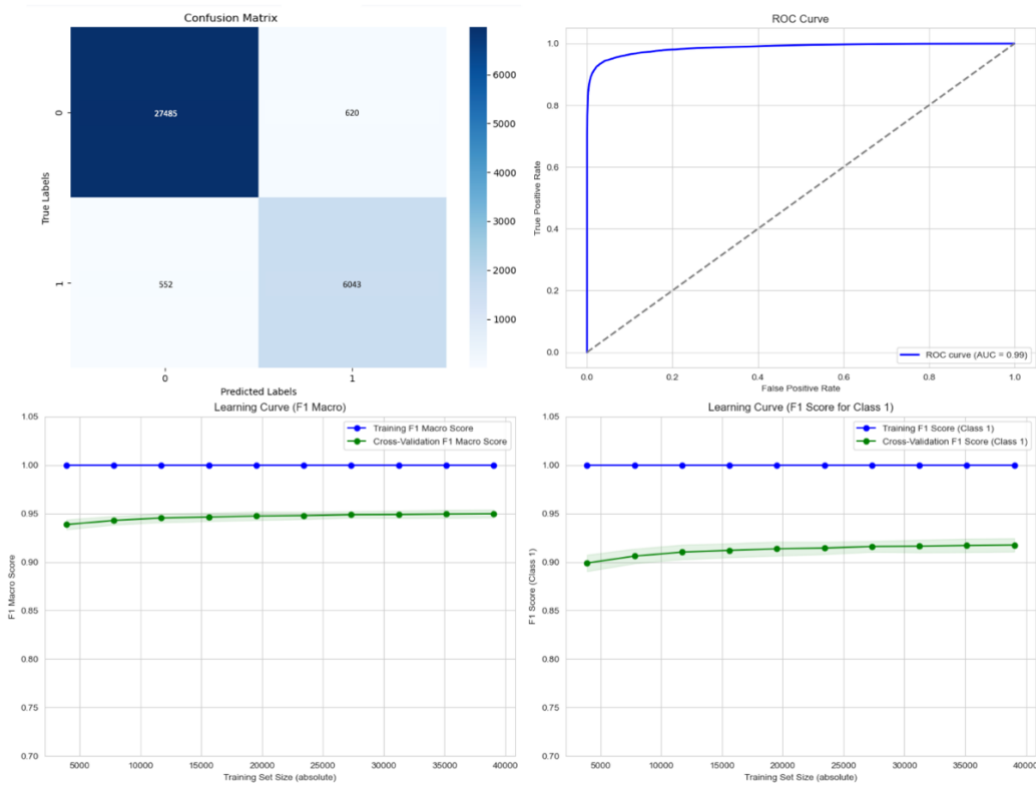 Confusion Matrix
True Labels
0
1
27485
620
552
6043
0
1
Predicted Labels
6000
5000
4000
3000
2000
1000
ROC Curve
True Positive Rate
1.0
0.8
0.6
0.4
0.2
0.0
0.0 0.2 0.4 0.6 0.8 1.0
False Positive Rate
ROC curve (AUC = 0.99)
Learning Curve (F1 Macro)
F1 Macro Score
1.05
1.00
0.95
0.90
0.85
0.80
0.75
0.70
Training F1 Macro Score
Cross-Validation F1 Macro Score
5000 10000 15000 20000 25000 30000 35000 40000
Training Set Size (absolute)
Learning Curve (F1 Score for Class 1)
F1 Score (Class 1)
1.05
1.00
0.95
0.90
0.85
0.80
0.75
0.70
Training F1 Score (Class 1)
Cross-Validation F1 Score (Class 1)
5000 10000 15000 20000 25000 30000 35000 40000
Training Set Size (absolute)